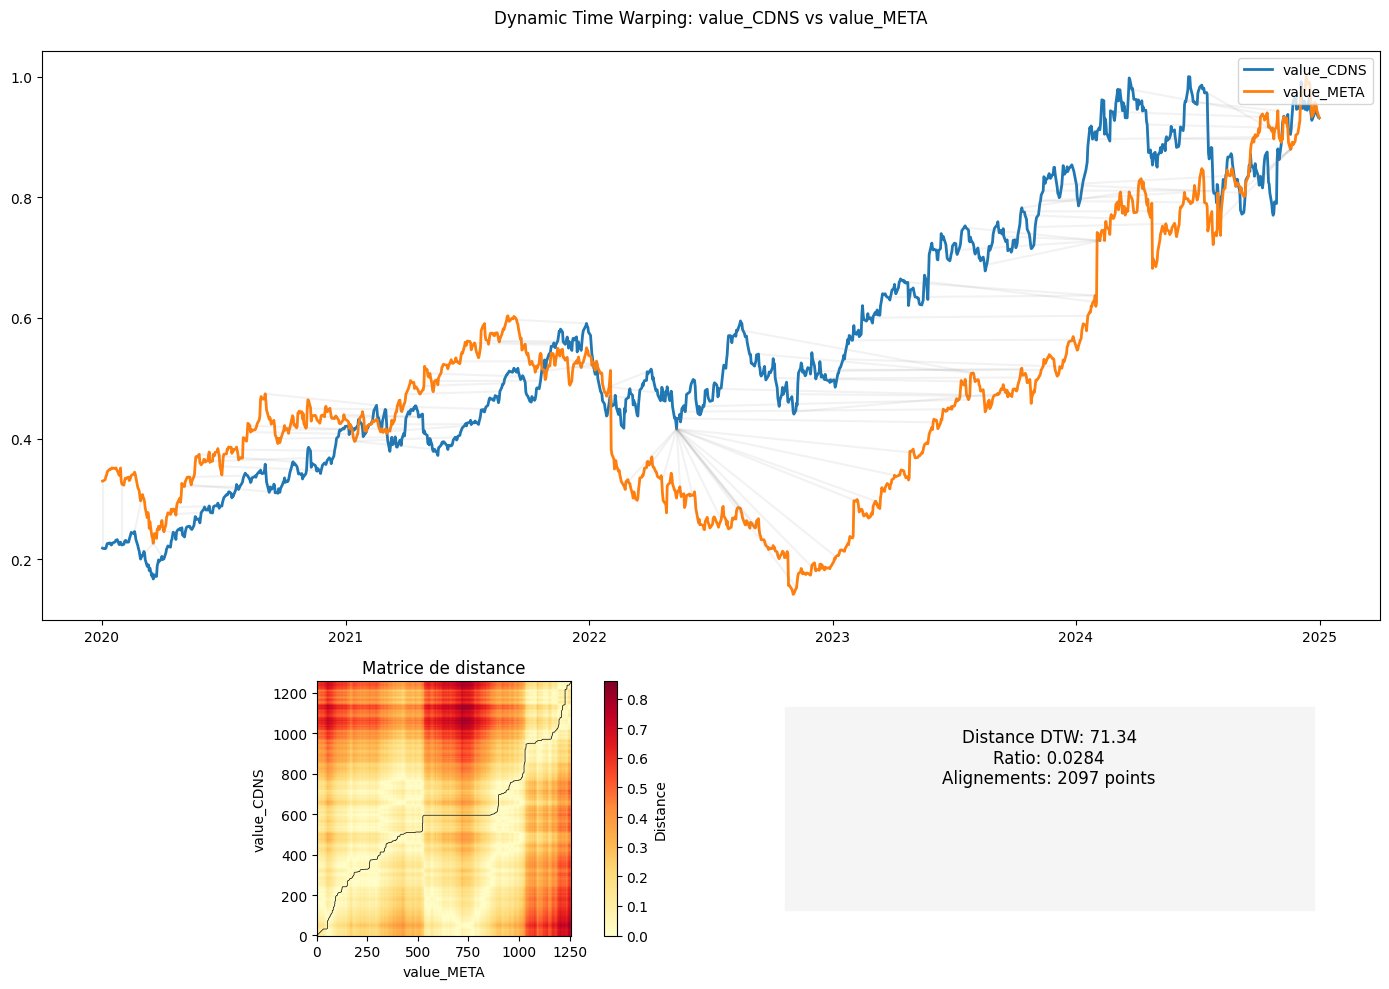 Dynamic Time Warping: value_CDNS vs value_META
value_CDNS
value_META
1.0
0.8
0.6
0.4
0.2
2020 2021 2022 2023 2024 2025
Matrice de distance
1200
1000
800
600
400
200
0
value_CDNS
0 250 500 750 1000 1250
value_META
0.8
0.7
0.6
0.5
0.4
0.3
0.2
0.1
0.0
Distance
Distance DTW: 71.34
Ratio: 0.0284
Alignements: 2097 points